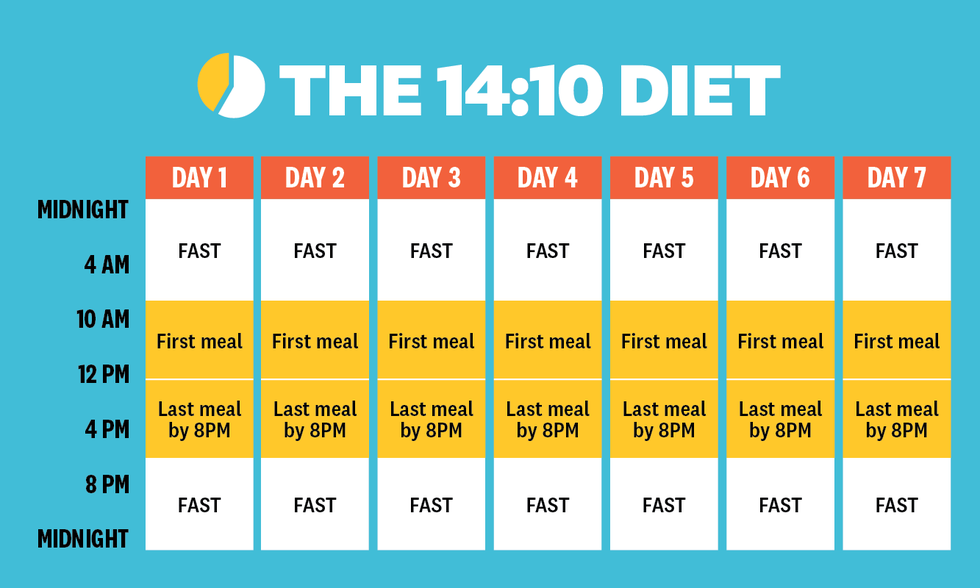 THE 14:10 DIET
DAY 1 DAY 2 DAY 3 DAY 4 DAY 5 DAY 6 DAY 7
MIDNIGHT
FAST FAST FAST FAST FAST FAST FAST
4 AM
10 AM
First meal First meal First meal First meal First meal First meal First meal
12 PM
Last meal Last meal Last meal Last meal Last meal Last meal Last meal
by 8PM by 8PM by 8PM by 8PM by 8PM by 8PM by 8PM
4 PM
8 PM
FAST FAST FAST FAST FAST FAST FAST
MIDNIGHT